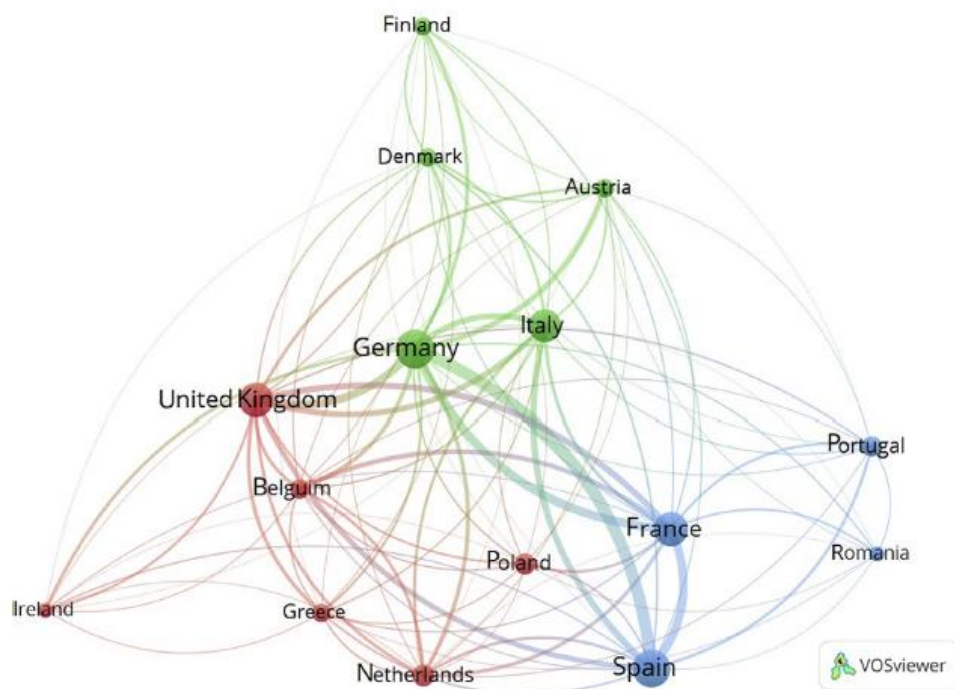 Finland
Denmark
Austria
Italy
Germany
United Kingdom
Portugal
Belguim
France
Romania
Poland
Ireland
Greece
Spain
Netherlands
VOSviewer